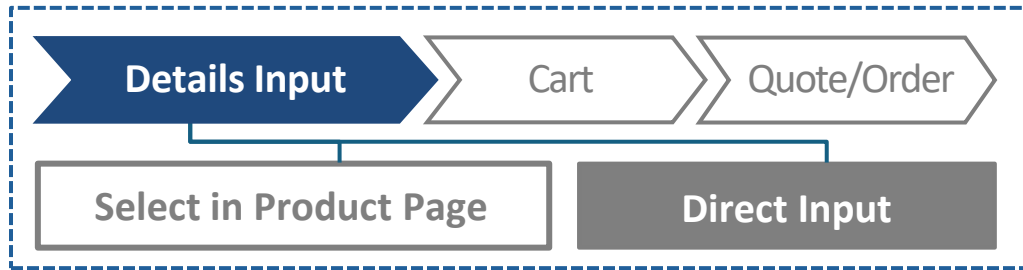 Details Input
Cart
Quote/Order
Select in Product Page
Direct Input